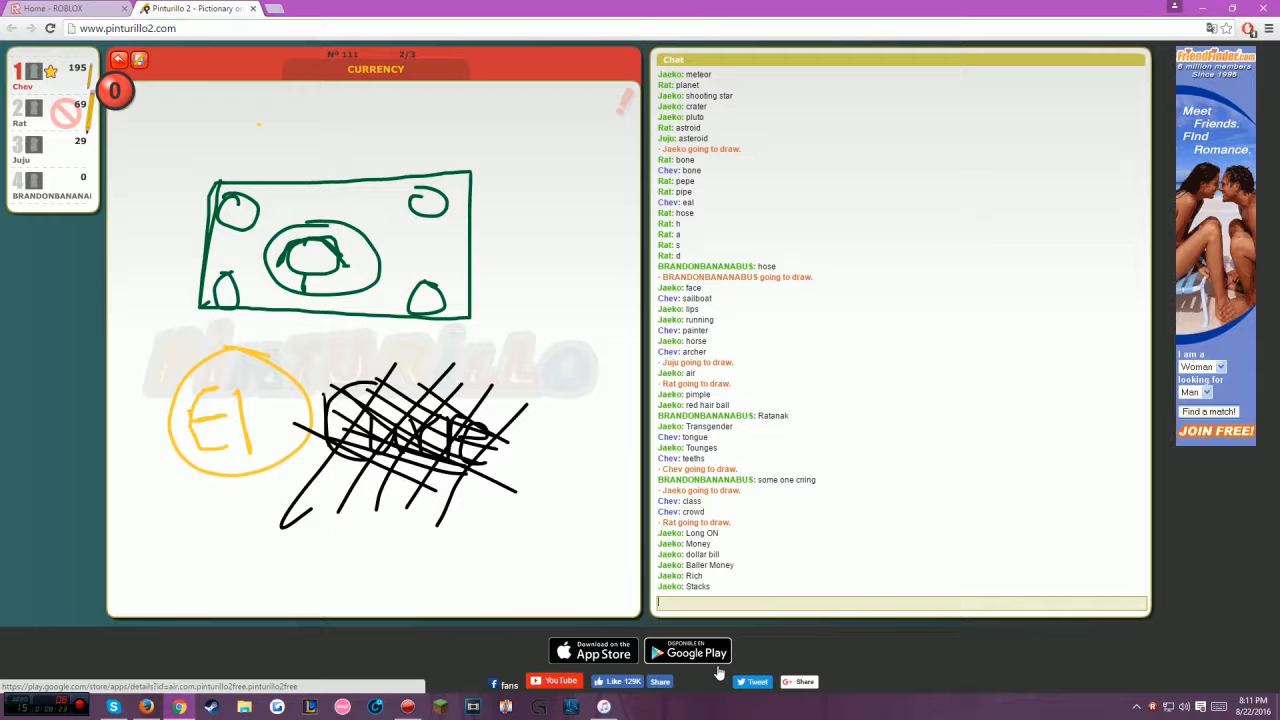 Home - ROBLOX
Pinturillo 2 - Pictionary on
www.pinturillo2.com
1
195
Chev
2
69
Rat
3
29
Juju
4
0
BRANDONBANANAI
0
Nº 111
2/3
CURRENCY
E1
Chat
Jaeko: meteor
Rat: planet
Jaeko: shooting star
Jaeko: crater
Jaeko: pluto
Rat: astroid
Juju: asteroid
· Jaeko going to draw.
Rat: bone
Chev: bone
Rat: pepe
Rat: pipe
Chev: eal
Rat: hose
Rat: h
Rat: a
Rat: s
Rat: d
BRANDONBANANABUS: hose
· BRANDONBANANABUS going to draw.
Jaeko: face
Chev: sailboat
Jaeko: lips
Jaeko: running
Chev: painter
Jaeko: horse
Chev: archer
· Juju going to draw.
Jaeko: air
· Rat going to draw.
Jaeko: pimple
Jaeko: red hair ball
BRANDONBANANABUS: Ratanak
Jaeko: Transgender
Chev: tongue
Jaeko: Tounges
Chev: teeths
· Chev going to draw.
BRANDONBANANABUS: some one criing
· Jaeko going to draw.
Chev: class
Chev: crowd
· Rat going to draw.
Jaeko: Long ON
Jaeko: Money
Jaeko: dollar bill
Jaeko: Baller Money
Jaeko: Rich
Jaeko: Stacks
FriendFinder.com
6 million members
Since 1996
Meet
Friends.
Find
Romance.
I am a
Woman
looking for
Man
Find a match!
JOIN FREE!
Download on the
App Store
DISPONIBLE EN
Google Play
fans
YouTube
Like 129K
Share
Tweet
Share
https://play.google.com/store/apps/details?id=air.com.pinturillo2free.pinturillo2free
8:11 PM
8/22/2016